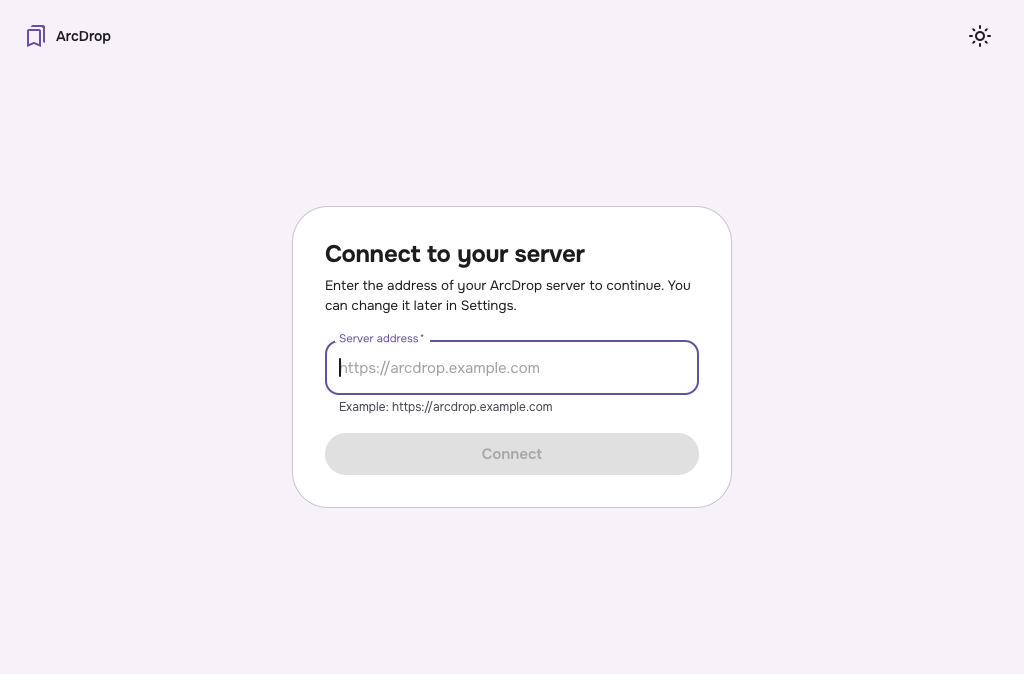 ArcDrop
Connect to your server
Enter the address of your ArcDrop server to continue. You
can change it later in Settings.
Server address *
https://arcdrop.example.com
Example: https://arcdrop.example.com
Connect